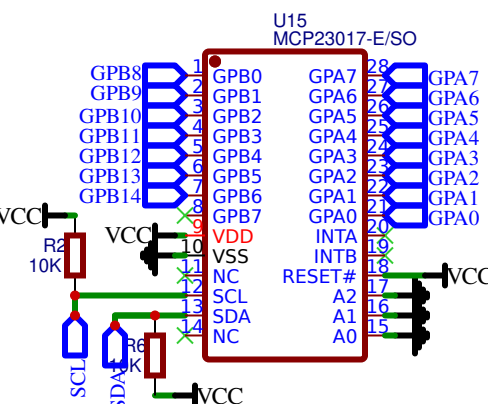 U15
MCP23017-E/SO
GPB8 1 GPB0 GPA7 28 GPA7
GPB9 2 GPB1 GPA6 27 GPA6
GPB10 3 GPB2 GPA5 26 GPA5
GPB11 4 GPB3 GPA4 25 GPA4
GPB12 5 GPB4 GPA3 24 GPA3
GPB13 6 GPB5 GPA2 23 GPA2
GPB14 7 GPB6 GPA1 22 GPA1
8 GPB7 GPA0 21 GPA0
VCC
VCC 9 VDD INTA 20
10 VSS INTB 19
R2
10K
11 NC RESET# 18 VCC
12 SCL A2 17
13 SDA A1 16
14 NC A0 15
SCL
SDA
R6
VCC